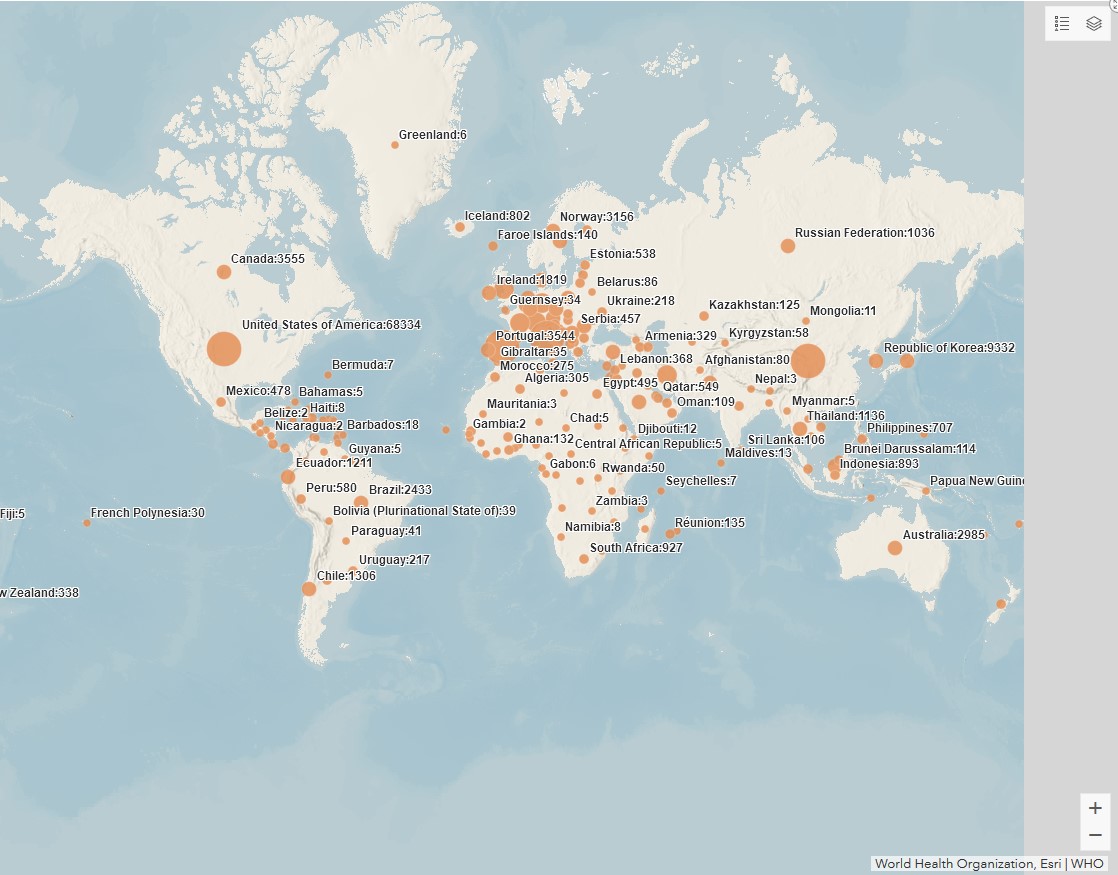 Greenland:6
Iceland:802
Norway:3156
Faroe Islands:140
Russian Federation:1036
Estonia:538
Canada:3555
Ireland:1819
Belarus:86
Guernsey:34
Ukraine:218
Kazakhstan:125
Mongolia:11
Serbia:457
United States of America:68334
Portugal:3544
Armenia:329
Kyrgyzstan:58
Republic of Korea:9332
Gibraltar:35
Lebanon:368
Afghanistan:80
Bermuda:7
Morocco:275
Algeria:305
Egypt:495
Qatar:549
Nepal:3
Mexico:478
Bahamas:5
Mauritania:3
Oman:109
Myanmar:5
Belize:2
Haiti:8
Chad:5
Thailand:1136
Nicaragua:2
Barbados:18
Gambia:2
Djibouti:12
Philippines:707
Ghana:132
Central African Republic:5
Sri Lanka:106
Guyana:5
Maldives:13
Brunei Darussalam:114
Ecuador:1211
Gabon:6
Rwanda:50
Indonesia:893
Seychelles:7
Papua New Guin
Peru:580
Brazil:2433
Zambia:3
Fiji:5
French Polynesia:30
Bolivia (Plurinational State of):39
Namibia:8
Réunion:135
Paraguay:41
Australia:2985
South Africa:927
Uruguay:217
Chile:1306
w Zealand:338
World Health Organization, Esri | WHO